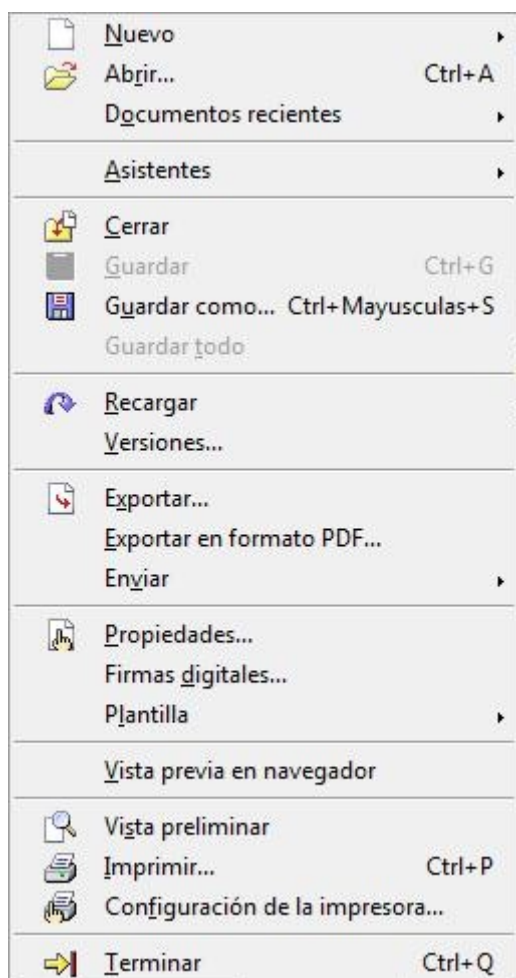 Nuevo
Abrir... Ctrl+A
Documentos recientes
Asistentes
Cerrar
Guardar Ctrl+G
Guardar como... Ctrl+Mayusculas+S
Guardar todo
Recargar
Versiones...
Exportar...
Exportar en formato PDF...
Enviar
Propiedades...
Firmas digitales...
Plantilla
Vista previa en navegador
Vista preliminar
Imprimir... Ctrl+P
Configuración de la impresora...
Terminar Ctrl+Q